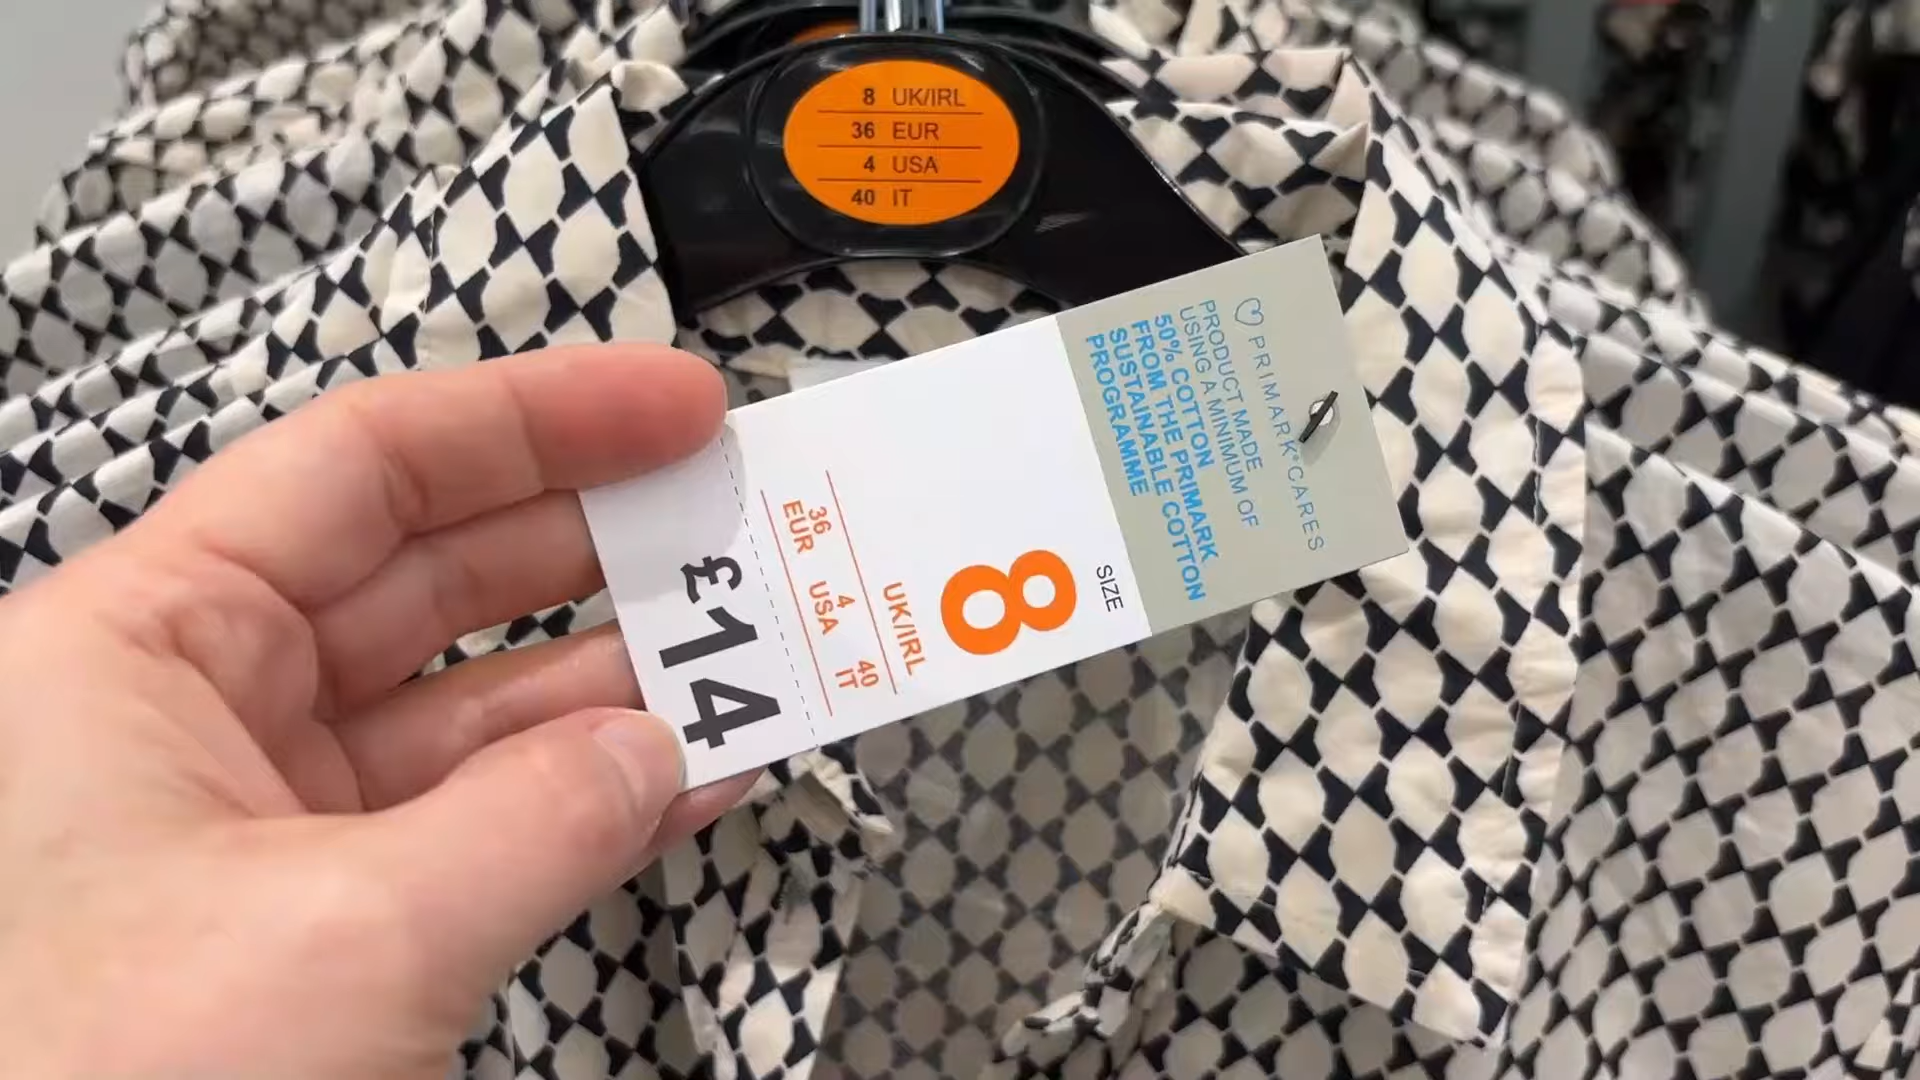 8 UK/IRL
36 EUR
4 USA
40 IT
♡ PRIMARK®CARES
PRODUCT MADE
USING A MINIMUM OF
50% COTTON
FROM THE PRIMARK
SUSTAINABLE COTTON
PROGRAMME
SIZE
8
UK/IRL
36 4 40
EUR USA IT
£14